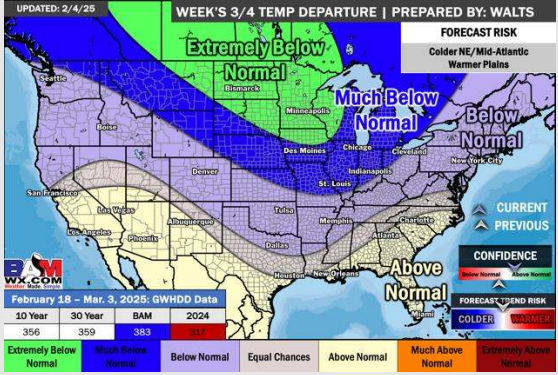 UPDATED: 2/4/25
WEEK'S 3/4 TEMP DEPARTURE | PREPARED BY: WALTS
FORECAST RISK
Colder NE/Mid-Atlantic
Warmer Plains
Extremely Below
Normal
Seattle
Bismarck
Minneapolis
Much Below
Normal
Below
Normal
Boise
Des Moines
Chicago
Cleveland
New York City
Denver
Indianapolis
St. Louis
San Francisco
Las Vegas
Tulsa
Memphis
Charlotte
Albuquerque
Los Angeles
Phoenix
Dallas
Atlanta
CURRENT
PREVIOUS
Houston
New Orleans
Above
Normal
Miami
CONFIDENCE
Below Normal
Above Normal
FORECAST TREND RISK
COLDER
WARMER
BAM
WX.COM
Weather. Made. Simple.
February 18 – Mar. 3, 2025: GWHDD Data
10 Year 30 Year BAM 2024
356 359 383 317
Extremely Below
Normal
Much Below
Normal
Below
Normal
Equal Chances
Above Normal
Much Above
Normal
Extremely Above
Normal